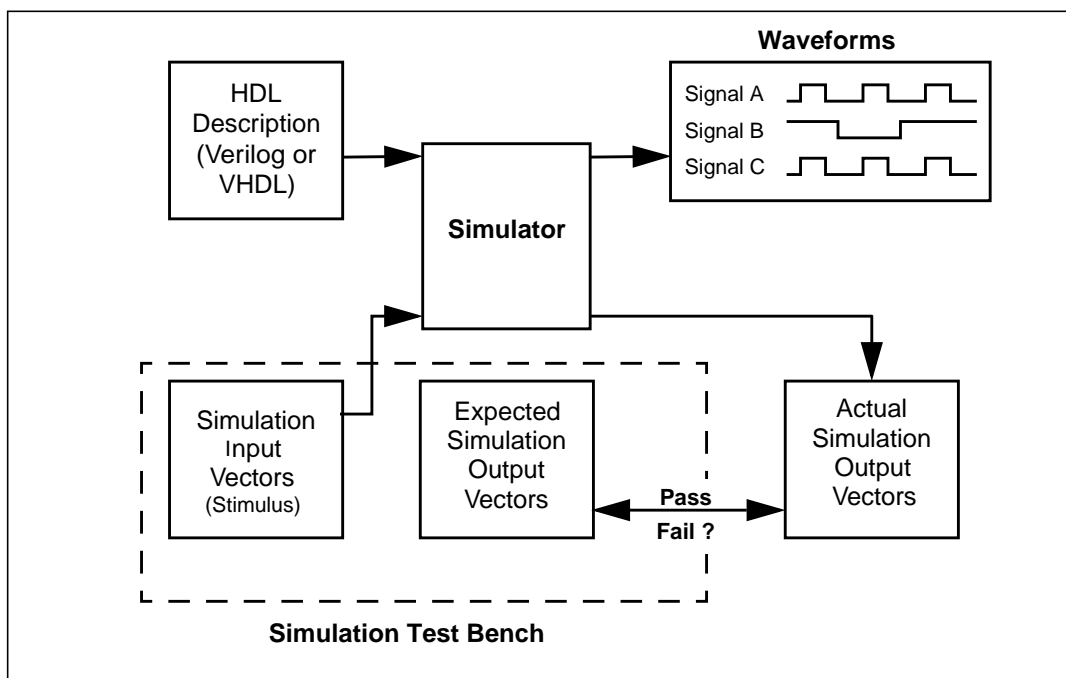 Waveforms
HDL
Description
(Verilog or
VHDL)
Signal A
Signal B
Signal C
Simulator
Simulation
Input
Vectors
(Stimulus)
Expected
Simulation
Output
Vectors
Actual
Simulation
Output
Vectors
Pass
Fail ?
Simulation Test Bench